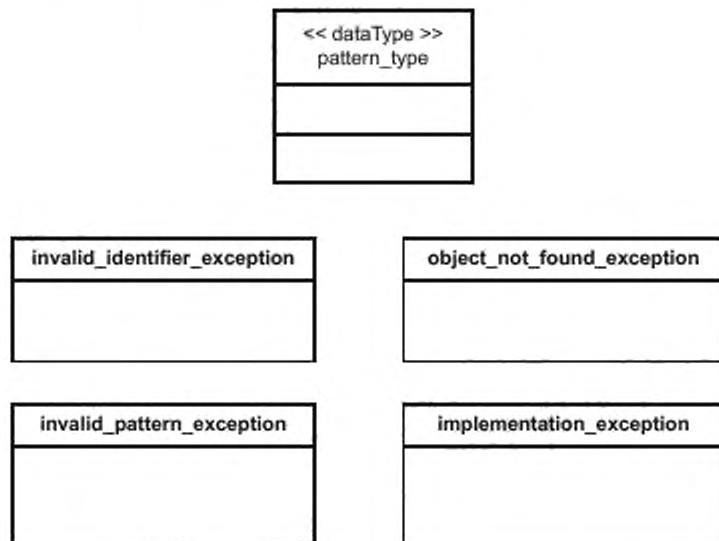 << dataType >>
pattern_type
invalid_identifier_exception
object_not_found_exception
invalid_pattern_exception
implementation_exception